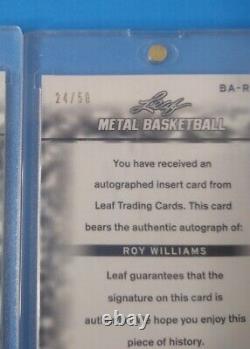 24/50
BA-R
Leaf
METAL BASKETBALL
You have received an
autographed insert card from
Leaf Trading Cards. This card
bears the authentic autograph of:
ROY WILLIAMS
Leaf guarantees that the
signature on this card is
authe We hope you enjoy this
piece of history.